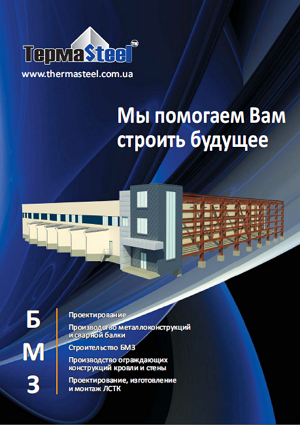 ТермаSteel
TM
www.thermasteel.com.ua
Мы помогаем Вам
строить будущее
Б
М
З
Проектирование
Производство металлоконструкций
и сварной балки
Строительство БМЗ
Производство ограждающих
конструкций кровли и стены
Проектирование, изготовление
и монтаж ЛСТК